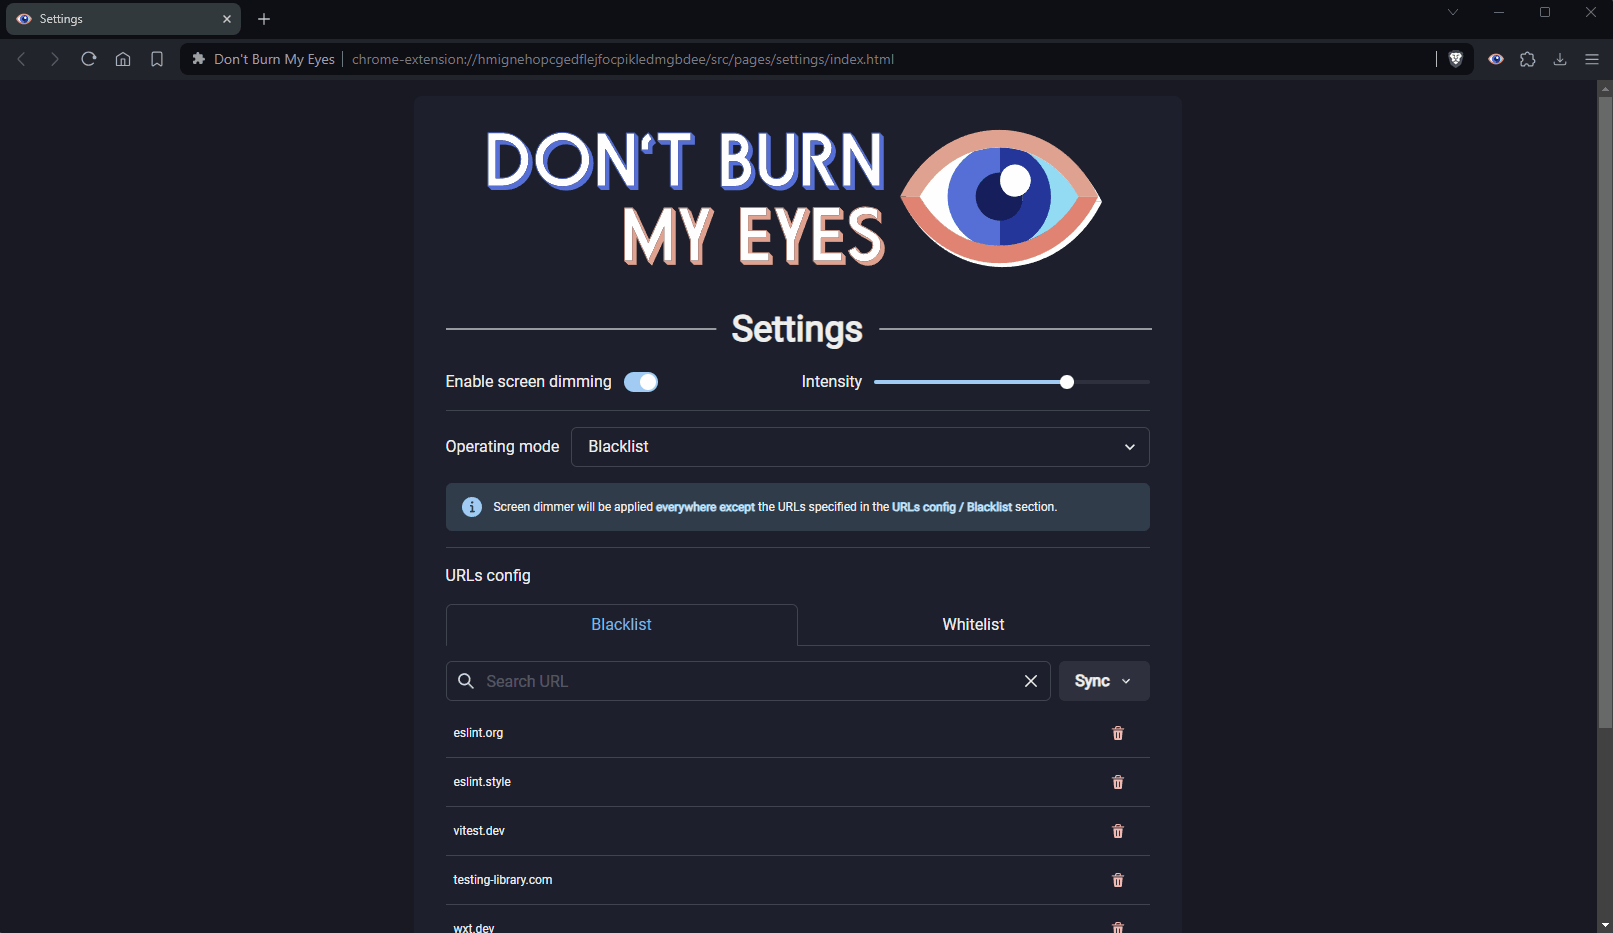 Settings
Don't Burn My Eyes
chrome-extension://hmignehopcgedflejfocpikledmgbdee/src/pages/settings/index.html
DON'T BURN
MY EYES
Settings
Enable screen dimming
Intensity
Operating mode
Blacklist
Screen dimmer will be applied everywhere except the URLs specified in the URLs config / Blacklist section.
URLs config
Blacklist
Whitelist
Search URL
Sync
eslint.org
eslint.style
vitest.dev
testing-library.com
wxt.dev